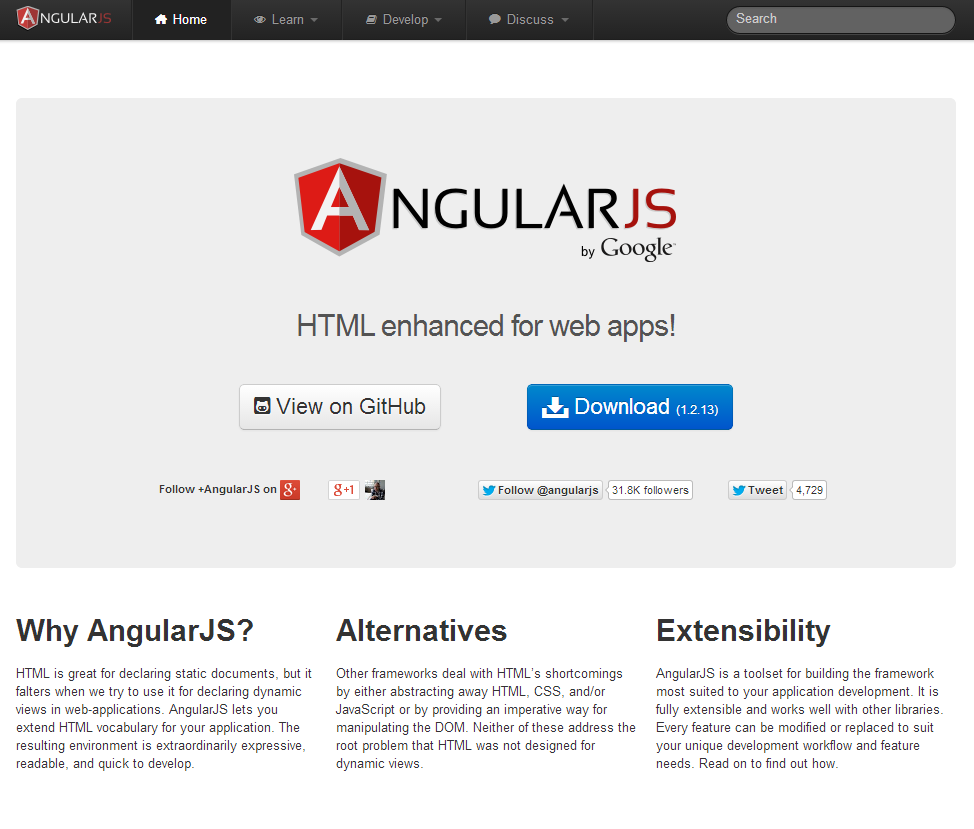 ANGULARJS Home Learn Develop Discuss Search
ANGULARJS
by Google™
HTML enhanced for web apps!
View on GitHub Download (1.2.13)
Follow +AngularJS on g+ g+1 Follow @angularjs 31.8K followers Tweet 4,729
Why AngularJS?
HTML is great for declaring static documents, but it
falters when we try to use it for declaring dynamic
views in web-applications. AngularJS lets you
extend HTML vocabulary for your application. The
resulting environment is extraordinarily expressive,
readable, and quick to develop.
Alternatives
Other frameworks deal with HTML's shortcomings
by either abstracting away HTML, CSS, and/or
JavaScript or by providing an imperative way for
manipulating the DOM. Neither of these address the
root problem that HTML was not designed for
dynamic views.
Extensibility
AngularJS is a toolset for building the framework
most suited to your application development. It is
fully extensible and works well with other libraries.
Every feature can be modified or replaced to suit
your unique development workflow and feature
needs. Read on to find out how.